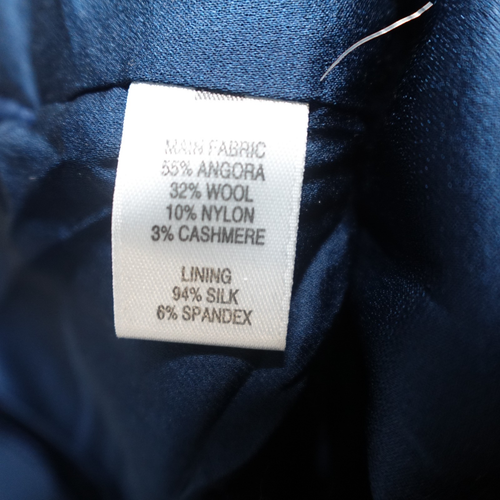 MAIN FABRIC
55% ANGORA
32% WOOL
10% NYLON
3% CASHMERE
LINING
94% SILK
6% SPANDEX